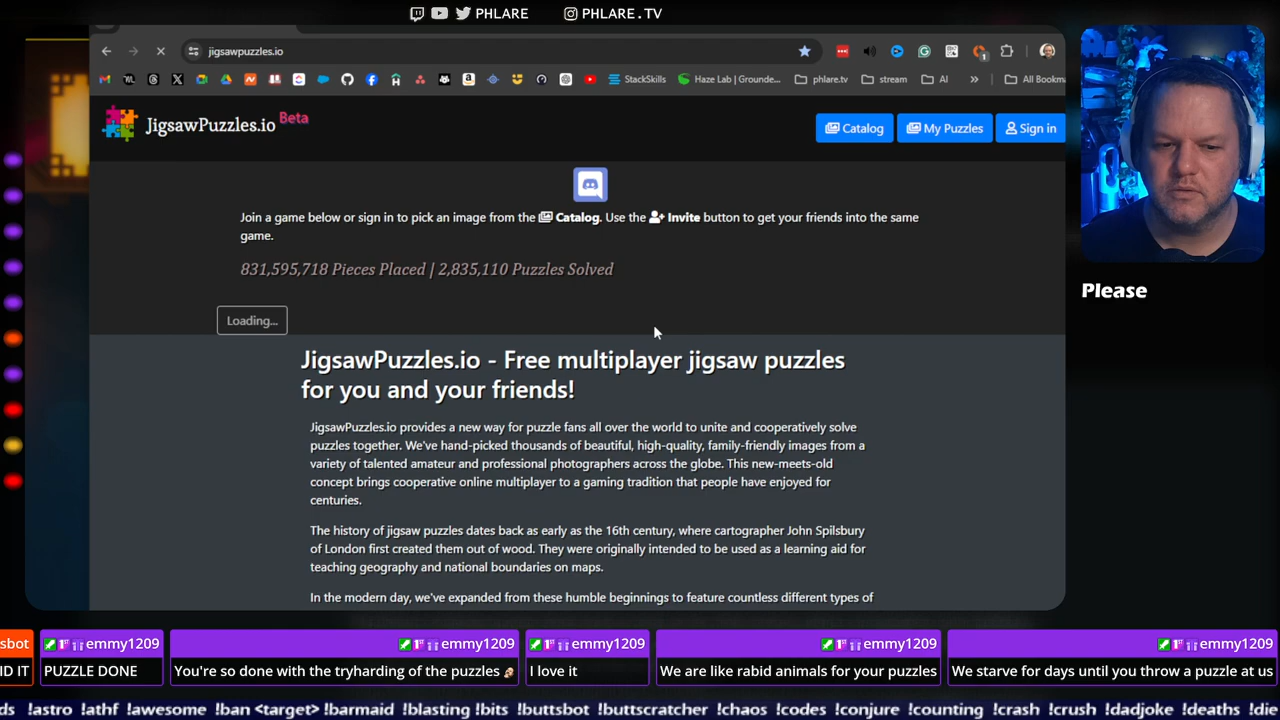 PHLARE PHLARE.TV
jigsawpuzzles.io
StackSkills Haze Lab | Grounde... phlare.tv stream AI » All Bookma
JigsawPuzzles.io Beta
Catalog My Puzzles Sign in
Join a game below or sign in to pick an image from the Catalog. Use the Invite button to get your friends into the same
game.
831,595,718 Pieces Placed | 2,835,110 Puzzles Solved
Please
Loading...
JigsawPuzzles.io - Free multiplayer jigsaw puzzles
for you and your friends!
JigsawPuzzles.io provides a new way for puzzle fans all over the world to unite and cooperatively solve
puzzles together. We've hand-picked thousands of beautiful, high-quality, family-friendly images from a
variety of talented amateur and professional photographers across the globe. This new-meets-old
concept brings cooperative online multiplayer to a gaming tradition that people have enjoyed for
centuries.
The history of jigsaw puzzles dates back as early as the 16th century, where cartographer John Spilsbury
of London first created them out of wood. They were originally intended to be used as a learning aid for
teaching geography and national boundaries on maps.
In the modern day, we've expanded from these humble beginnings to feature countless different types of
sbot emmy1209 emmy1209 emmy1209 emmy1209 emmy1209
ID IT PUZZLE DONE You're so done with the tryharding of the puzzles I love it We are like rabid animals for your puzzles We starve for days until you throw a puzzle at us
ds !astro !athf !awesome !ban <target> !barmaid !blasting !bits !buttsbot !buttscratcher !chaos !codes !conjure !counting !crash !crush !dadjoke !deaths !die